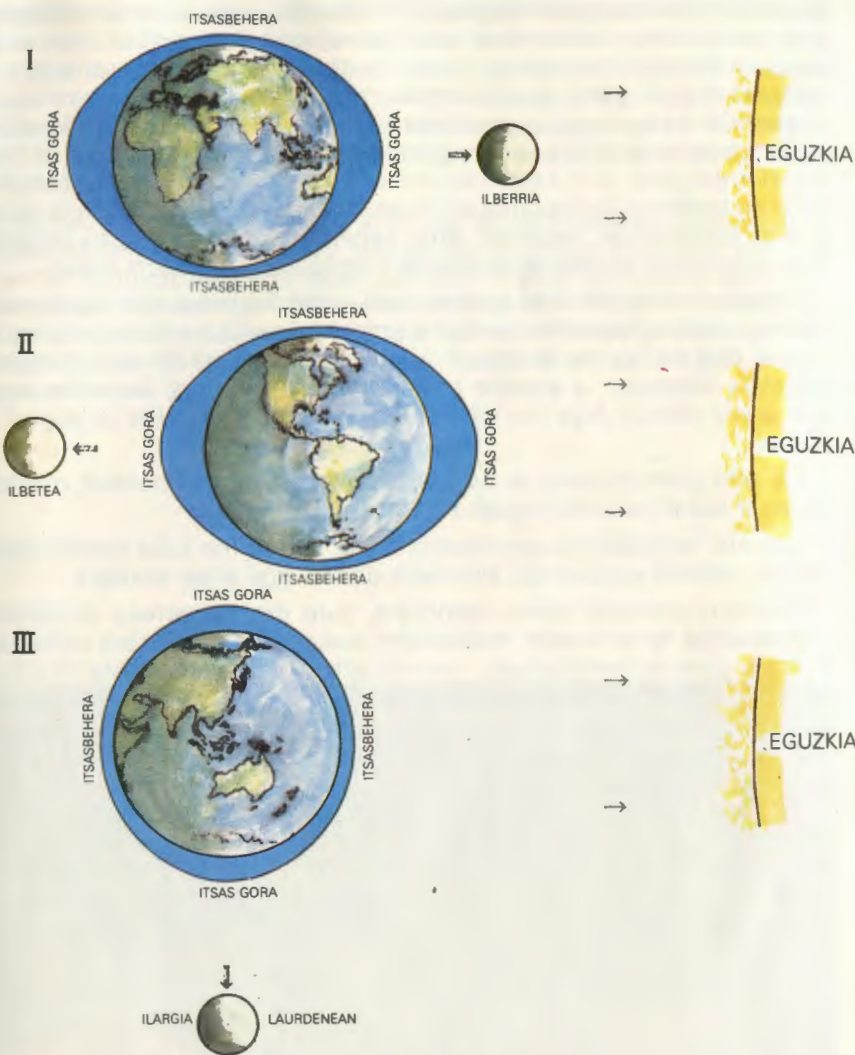 I
ITSASBEHERA
ITSAS GORA
ITSAS GORA
ILBERRIA
EGUZKIA
ITSASBEHERA
II
ITSASBEHERA
ILBETEA
ITSAS GORA
ITSAS GORA
EGUZKIA
ITSASBEHERA
III
ITSAS GORA
ITSASBEHERA
ITSASBEHERA
EGUZKIA
ITSAS GORA
ILARGIA LAURDENEAN